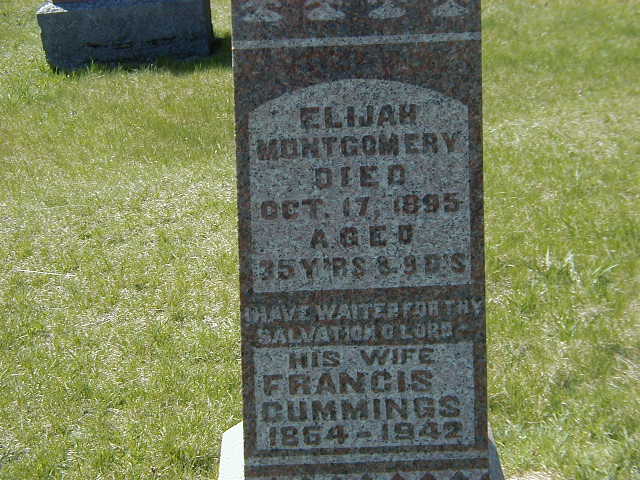 ELIJAH
MONTGOMERY
DIED
OCT. 17, 1895
AGED
35 Y'RS & 9 D'S
I HAVE WAITED FOR THY
SALVATION O LORD
HIS WIFE
FRANCIS
CUMMINGS
1864-1942